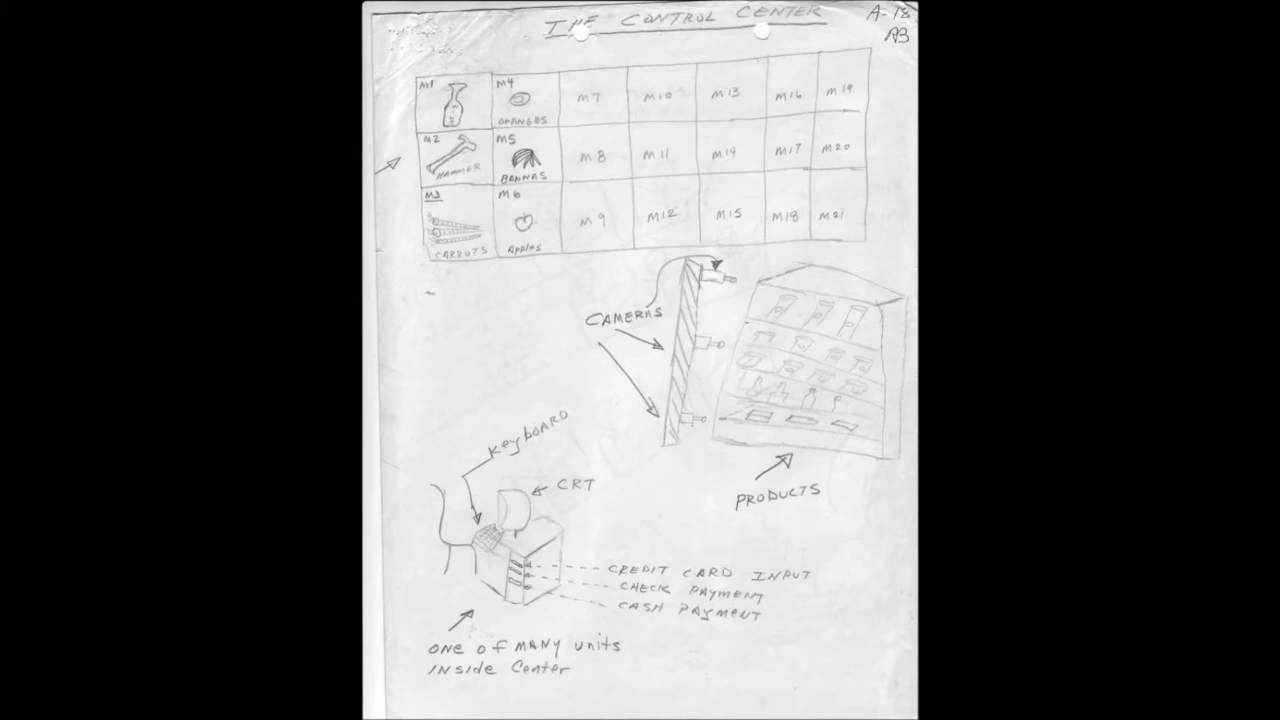 THE CONTROL CENTER
A-18
A3
M1
M4
ORANGES
M7
M10
M13
M16
M19
M2
HAMMER
M5
BANNAS
M8
M11
M14
M17
M20
M3
CARROTS
M6
Apples
M9
M12
M15
M18
M21
CAMERAS
PRODUCTS
KEYBOARD
CRT
CREDIT CARD INPUT
CHECK PAYMENT
CASH PAYMENT
ONE OF MANY units
INSIDE Center